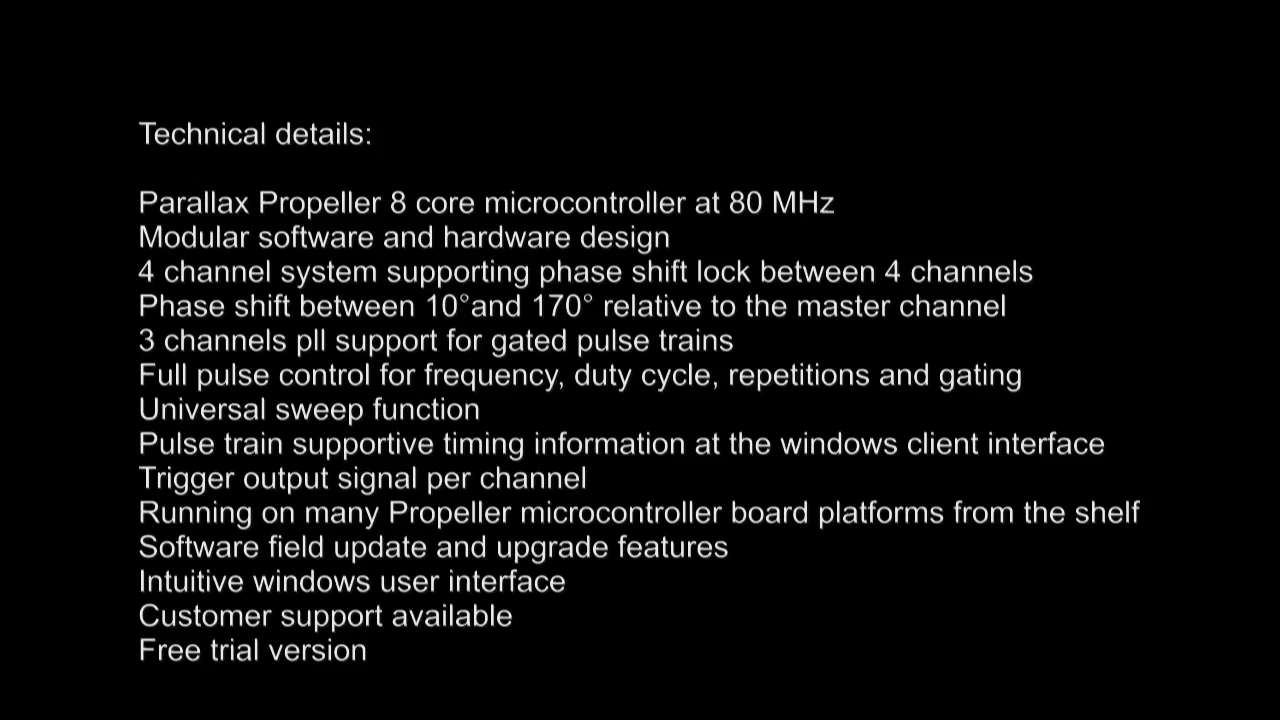 Technical details:
Parallax Propeller 8 core microcontroller at 80 MHz
Modular software and hardware design
4 channel system supporting phase shift lock between 4 channels
Phase shift between 10°and 170° relative to the master channel
3 channels pll support for gated pulse trains
Full pulse control for frequency, duty cycle, repetitions and gating
Universal sweep function
Pulse train supportive timing information at the windows client interface
Trigger output signal per channel
Running on many Propeller microcontroller board platforms from the shelf
Software field update and upgrade features
Intuitive windows user interface
Customer support available
Free trial version